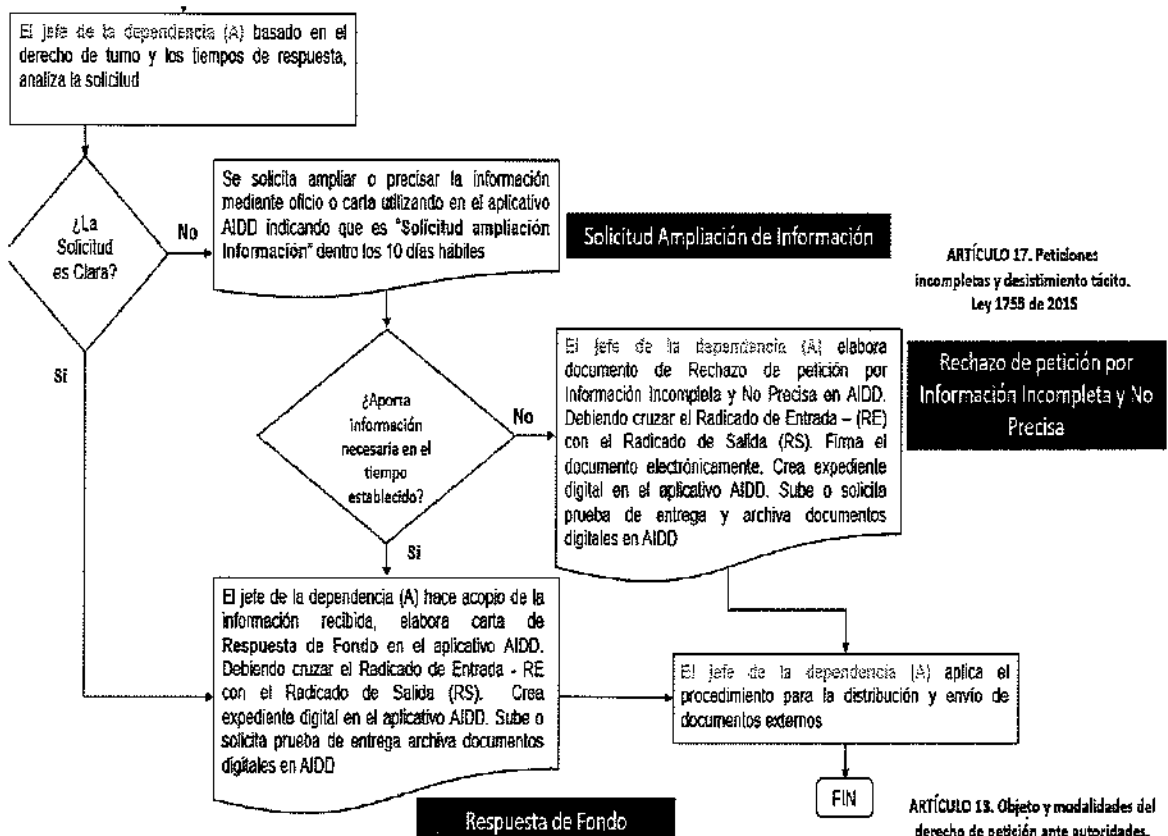 El jefe de la dependencia (A) basado en el
derecho de turno y los tiempos de respuesta,
analiza la solicitud
¿La
Solicitud
es Clara?
No
Si
Se solicita ampliar o precisar la información
mediante oficio o carta utilizando en el aplicativo
AIDD indicando que es "Solicitud ampliación
Información" dentro los 10 días hábiles
Solicitud Ampliación de Información
ARTÍCULO 17. Peticiones
incompletas y desistimiento tácito.
Ley 1755 de 2015
¿Aporta
información
necesaria en el
tiempo
establecido?
No
Si
El jefe de la dependencia (A) elabora
documento de Rechazo de petición por
Información Incompleta y No Precisa en AIDD.
Debiendo cruzar el Radicado de Entrada – (RE)
con el Radicado de Salida (RS). Firma el
documento electrónicamente. Crea expediente
digital en el aplicativo AIDD. Sube o solicita
prueba de entrega y archiva documentos
digitales en AIDD
Rechazo de petición por
Información Incompleta y No
Precisa
El jefe de la dependencia (A) hace acopio de la
información recibida, elabora carta de
Respuesta de Fondo en el aplicativo AIDD.
Debiendo cruzar el Radicado de Entrada - RE
con el Radicado de Salida (RS). Crea
expediente digital en el aplicativo AIDD. Sube o
solicita prueba de entrega archiva documentos
digitales en AIDD
Respuesta de Fondo
El jefe de la dependencia (A) aplica el
procedimiento para la distribución y envío de
documentos externos
FIN
ARTÍCULO 13. Objeto y modalidades del
derecho de petición ante autoridades.